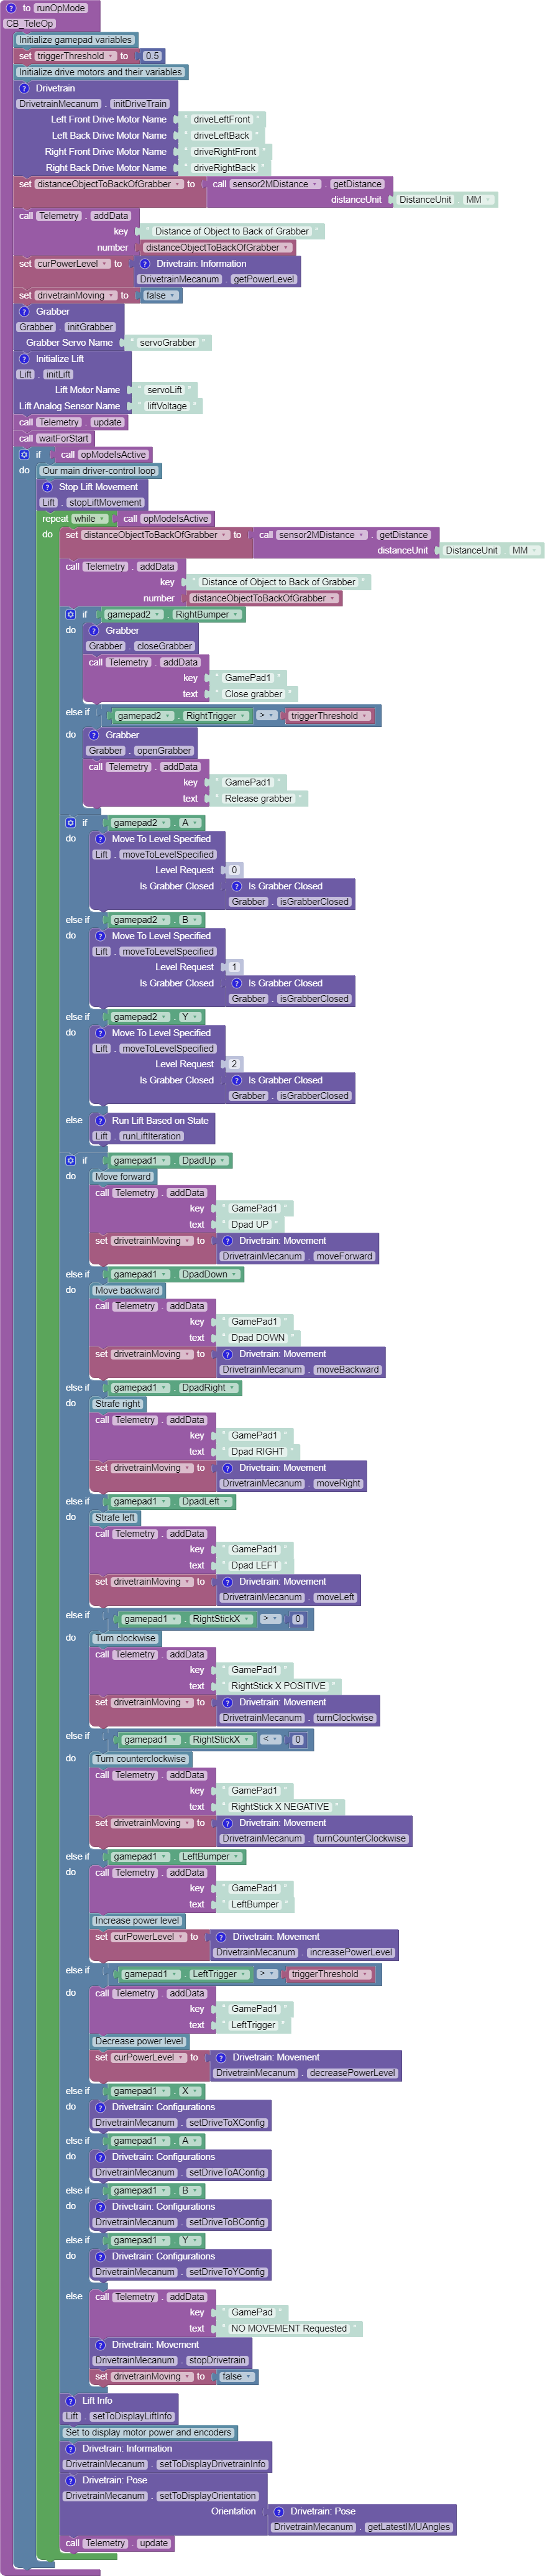 to runOpMode
CB_TeleOp
Initialize gamepad variables
set triggerThreshold to 0.5
Initialize drive motors and their variables
Drivetrain
DrivetrainMecanum . initDriveTrain
Left Front Drive Motor Name " driveLeftFront "
Left Back Drive Motor Name " driveLeftBack "
Right Front Drive Motor Name " driveRightFront "
Right Back Drive Motor Name " driveRightBack "
set distanceObjectToBackOfGrabber to call sensor2MDistance . getDistance
distanceUnit DistanceUnit . MM
call Telemetry . addData
key " Distance of Object to Back of Grabber "
number distanceObjectToBackOfGrabber
set curPowerLevel to Drivetrain: Information
DrivetrainMecanum . getPowerLevel
set drivetrainMoving to false
Grabber
Grabber . initGrabber
Grabber Servo Name " servoGrabber "
Initialize Lift
Lift . initLift
Lift Motor Name " servoLift "
Lift Analog Sensor Name " liftVoltage "
call Telemetry . update
call waitForStart
if call opModeIsActive
do Our main driver-control loop
Stop Lift Movement
Lift . stopLiftMovement
repeat while call opModeIsActive
do set distanceObjectToBackOfGrabber to call sensor2MDistance . getDistance
distanceUnit DistanceUnit . MM
call Telemetry . addData
key " Distance of Object to Back of Grabber "
number distanceObjectToBackOfGrabber
if gamepad2 . RightBumper
do Grabber
Grabber . closeGrabber
call Telemetry . addData
key " GamePad1 "
text " Close grabber "
else if gamepad2 . RightTrigger > triggerThreshold
do Grabber
Grabber . openGrabber
call Telemetry . addData
key " GamePad1 "
text " Release grabber "
if gamepad2 . A
do Move To Level Specified
Lift . moveToLevelSpecified
Level Request 0
Is Grabber Closed Is Grabber Closed
Grabber . isGrabberClosed
else if gamepad2 . B
do Move To Level Specified
Lift . moveToLevelSpecified
Level Request 1
Is Grabber Closed Is Grabber Closed
Grabber . isGrabberClosed
else if gamepad2 . Y
do Move To Level Specified
Lift . moveToLevelSpecified
Level Request 2
Is Grabber Closed Is Grabber Closed
Grabber . isGrabberClosed
else Run Lift Based on State
Lift . runLiftIteration
if gamepad1 . DpadUp
do Move forward
call Telemetry . addData
key " GamePad1 "
text " Dpad UP "
set drivetrainMoving to Drivetrain: Movement
DrivetrainMecanum . moveForward
else if gamepad1 . DpadDown
do Move backward
call Telemetry . addData
key " GamePad1 "
text " Dpad DOWN "
set drivetrainMoving to Drivetrain: Movement
DrivetrainMecanum . moveBackward
else if gamepad1 . DpadRight
do Strafe right
call Telemetry . addData
key " GamePad1 "
text " Dpad RIGHT "
set drivetrainMoving to Drivetrain: Movement
DrivetrainMecanum . moveRight
else if gamepad1 . DpadLeft
do Strafe left
call Telemetry . addData
key " GamePad1 "
text " Dpad LEFT "
set drivetrainMoving to Drivetrain: Movement
DrivetrainMecanum . moveLeft
else if gamepad1 . RightStickX > 0
do Turn clockwise
call Telemetry . addData
key " GamePad1 "
text " RightStick X POSITIVE "
set drivetrainMoving to Drivetrain: Movement
DrivetrainMecanum . turnClockwise
else if gamepad1 . RightStickX < 0
do Turn counterclockwise
call Telemetry . addData
key " GamePad1 "
text " RightStick X NEGATIVE "
set drivetrainMoving to Drivetrain: Movement
DrivetrainMecanum . turnCounterClockwise
else if gamepad1 . LeftBumper
do call Telemetry . addData
key " GamePad1 "
text " LeftBumper "
Increase power level
set curPowerLevel to Drivetrain: Movement
DrivetrainMecanum . increasePowerLevel
else if gamepad1 . LeftTrigger > triggerThreshold
do call Telemetry . addData
key " GamePad1 "
text " LeftTrigger "
Decrease power level
set curPowerLevel to Drivetrain: Movement
DrivetrainMecanum . decreasePowerLevel
else if gamepad1 . X
do Drivetrain: Configurations
DrivetrainMecanum . setDriveToXConfig
else if gamepad1 . A
do Drivetrain: Configurations
DrivetrainMecanum . setDriveToAConfig
else if gamepad1 . B
do Drivetrain: Configurations
DrivetrainMecanum . setDriveToBConfig
else if gamepad1 . Y
do Drivetrain: Configurations
DrivetrainMecanum . setDriveToYConfig
else call Telemetry . addData
key " GamePad "
text " NO MOVEMENT Requested "
Drivetrain: Movement
DrivetrainMecanum . stopDrivetrain
set drivetrainMoving to false
Lift Info
Lift . setToDisplayLiftInfo
Set to display motor power and encoders
Drivetrain: Information
DrivetrainMecanum . setToDisplayDrivetrainInfo
Drivetrain: Pose
DrivetrainMecanum . setToDisplayOrientation
Orientation Drivetrain: Pose
DrivetrainMecanum . getLatestIMUAngles
call Telemetry . update